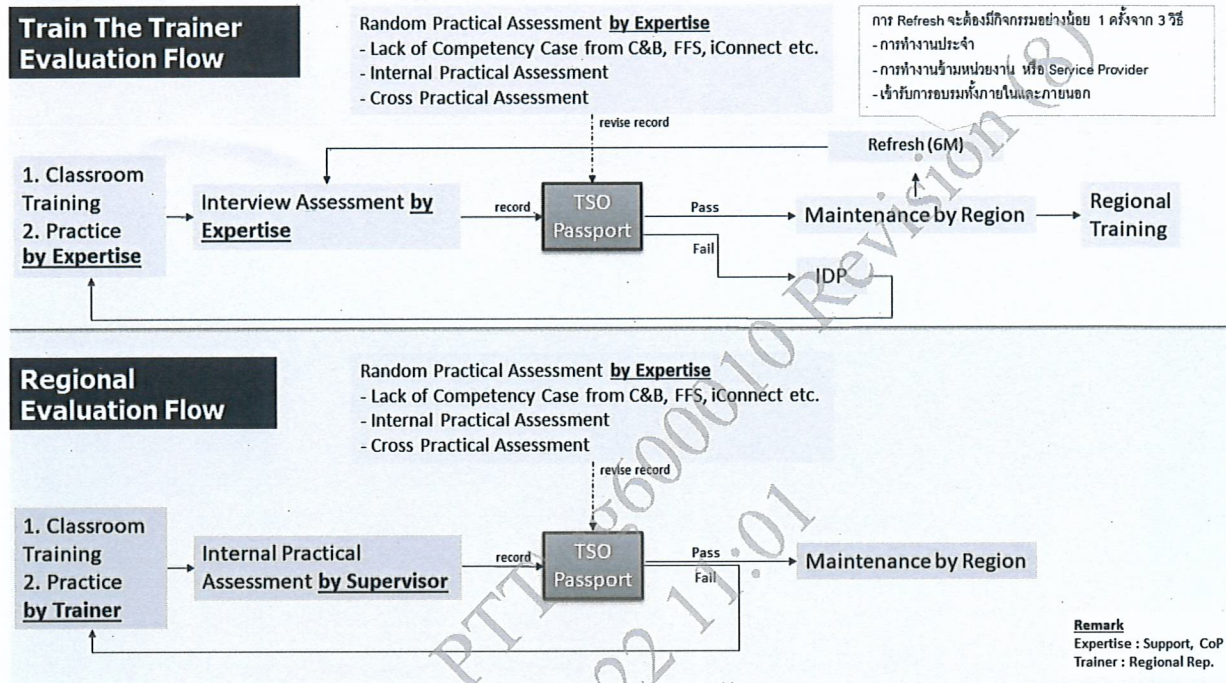 Train The Trainer
Evaluation Flow
Random Practical Assessment by Expertise
- Lack of Competency Case from C&B, FFS, iConnect etc.
- Internal Practical Assessment
- Cross Practical Assessment
การ Refresh จะต้องมีกิจกรรมอย่างน้อย 1 ครั้งจาก 3 วิธี
- การทำงานประจำ
- การทำงานข้ามหน่วยงาน หรือ Service Provider
- เข้ารับการอบรมทั้งภายในและภายนอก
revise record
Refresh (6M)
1. Classroom
Training
2. Practice
by Expertise
Interview Assessment by
Expertise
record
TSO
Passport
Pass
Fail
Maintenance by Region
Regional
Training
IDP
Regional
Evaluation Flow
Random Practical Assessment by Expertise
- Lack of Competency Case from C&B, FFS, iConnect etc.
- Internal Practical Assessment
- Cross Practical Assessment
revise record
1. Classroom
Training
2. Practice
by Trainer
Internal Practical
Assessment by Supervisor
record
TSO
Passport
Pass
Fail
Maintenance by Region
Remark
Expertise : Support, CoP
Trainer : Regional Rep.
g600010 Revision (8)
22 11:01